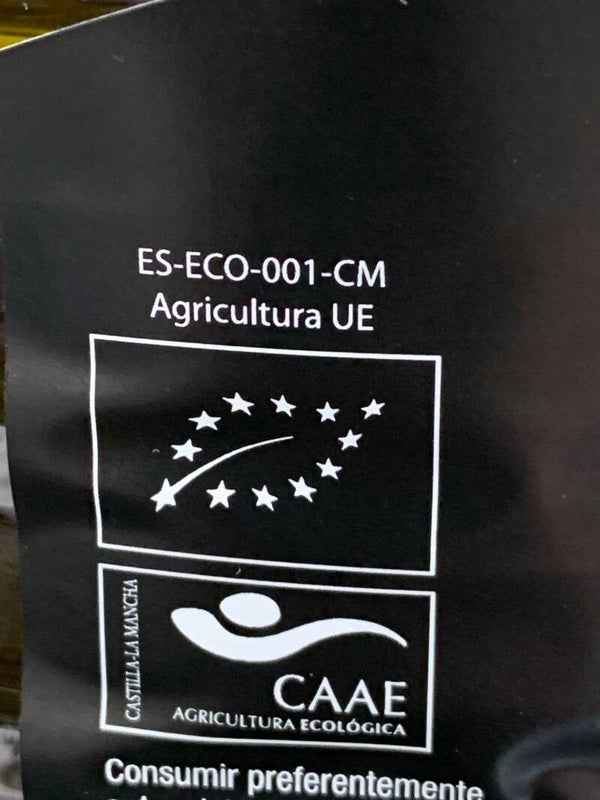 ES-ECO-001-CM
Agricultura UE
CASTILLA-LA MANCHA
CAAE
AGRICULTURA ECOLÓGICA
Consumir preferentemente